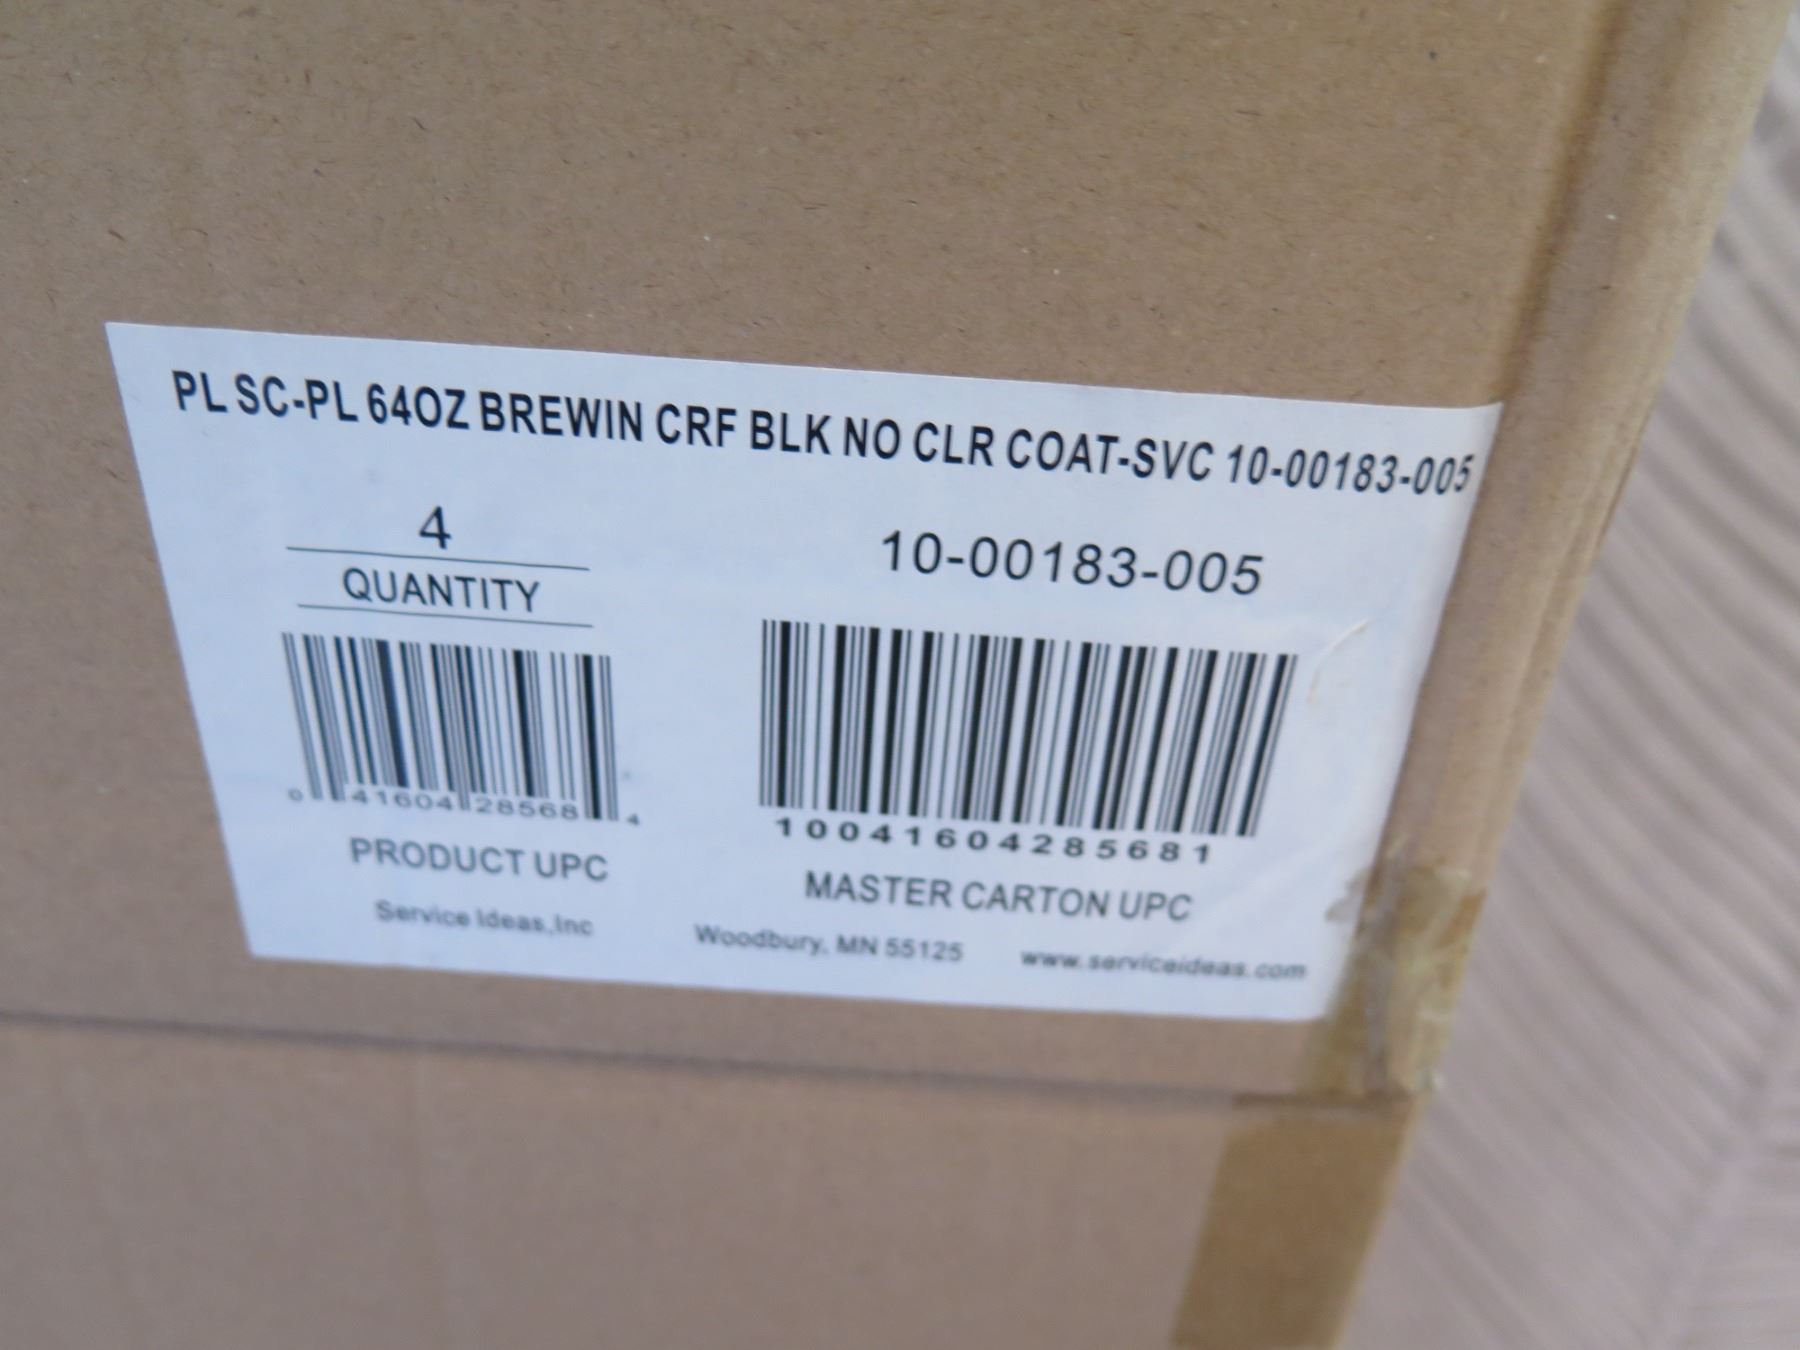 PL SC-PL 64OZ BREWIN CRF BLK NO CLR COAT-SVC 10-00183-005
4
QUANTITY
10-00183-005
0 41604 28568 4
10041604285681
PRODUCT UPC
MASTER CARTON UPC
Service Ideas,Inc
Woodbury, MN 55125
www.serviceideas.com